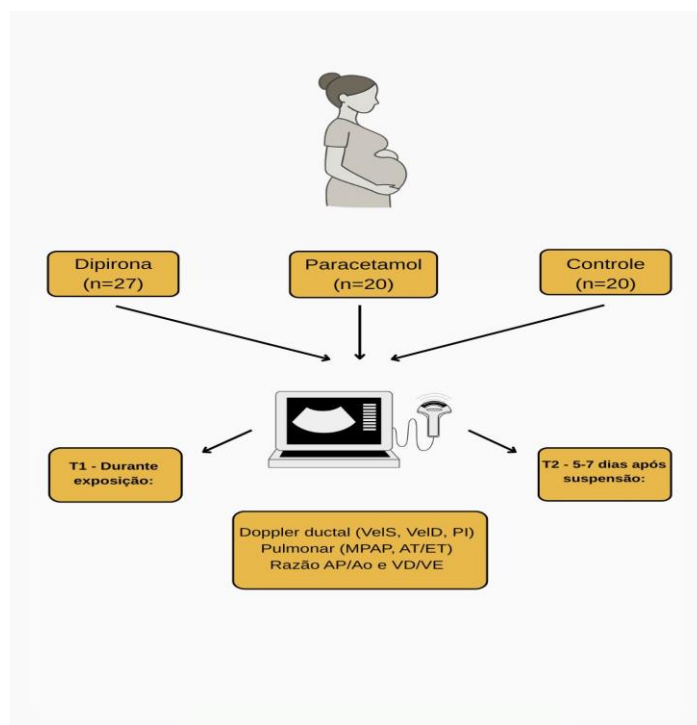 Dipirona
(n=27)
Paracetamol
(n=20)
Controle
(n=20)
T1 - Durante
exposição:
T2 - 5-7 dias após
suspensão:
Doppler ductal (VelS, VelD, PI)
Pulmonar (MPAP, AT/ET)
Razão AP/Ao e VD/VE